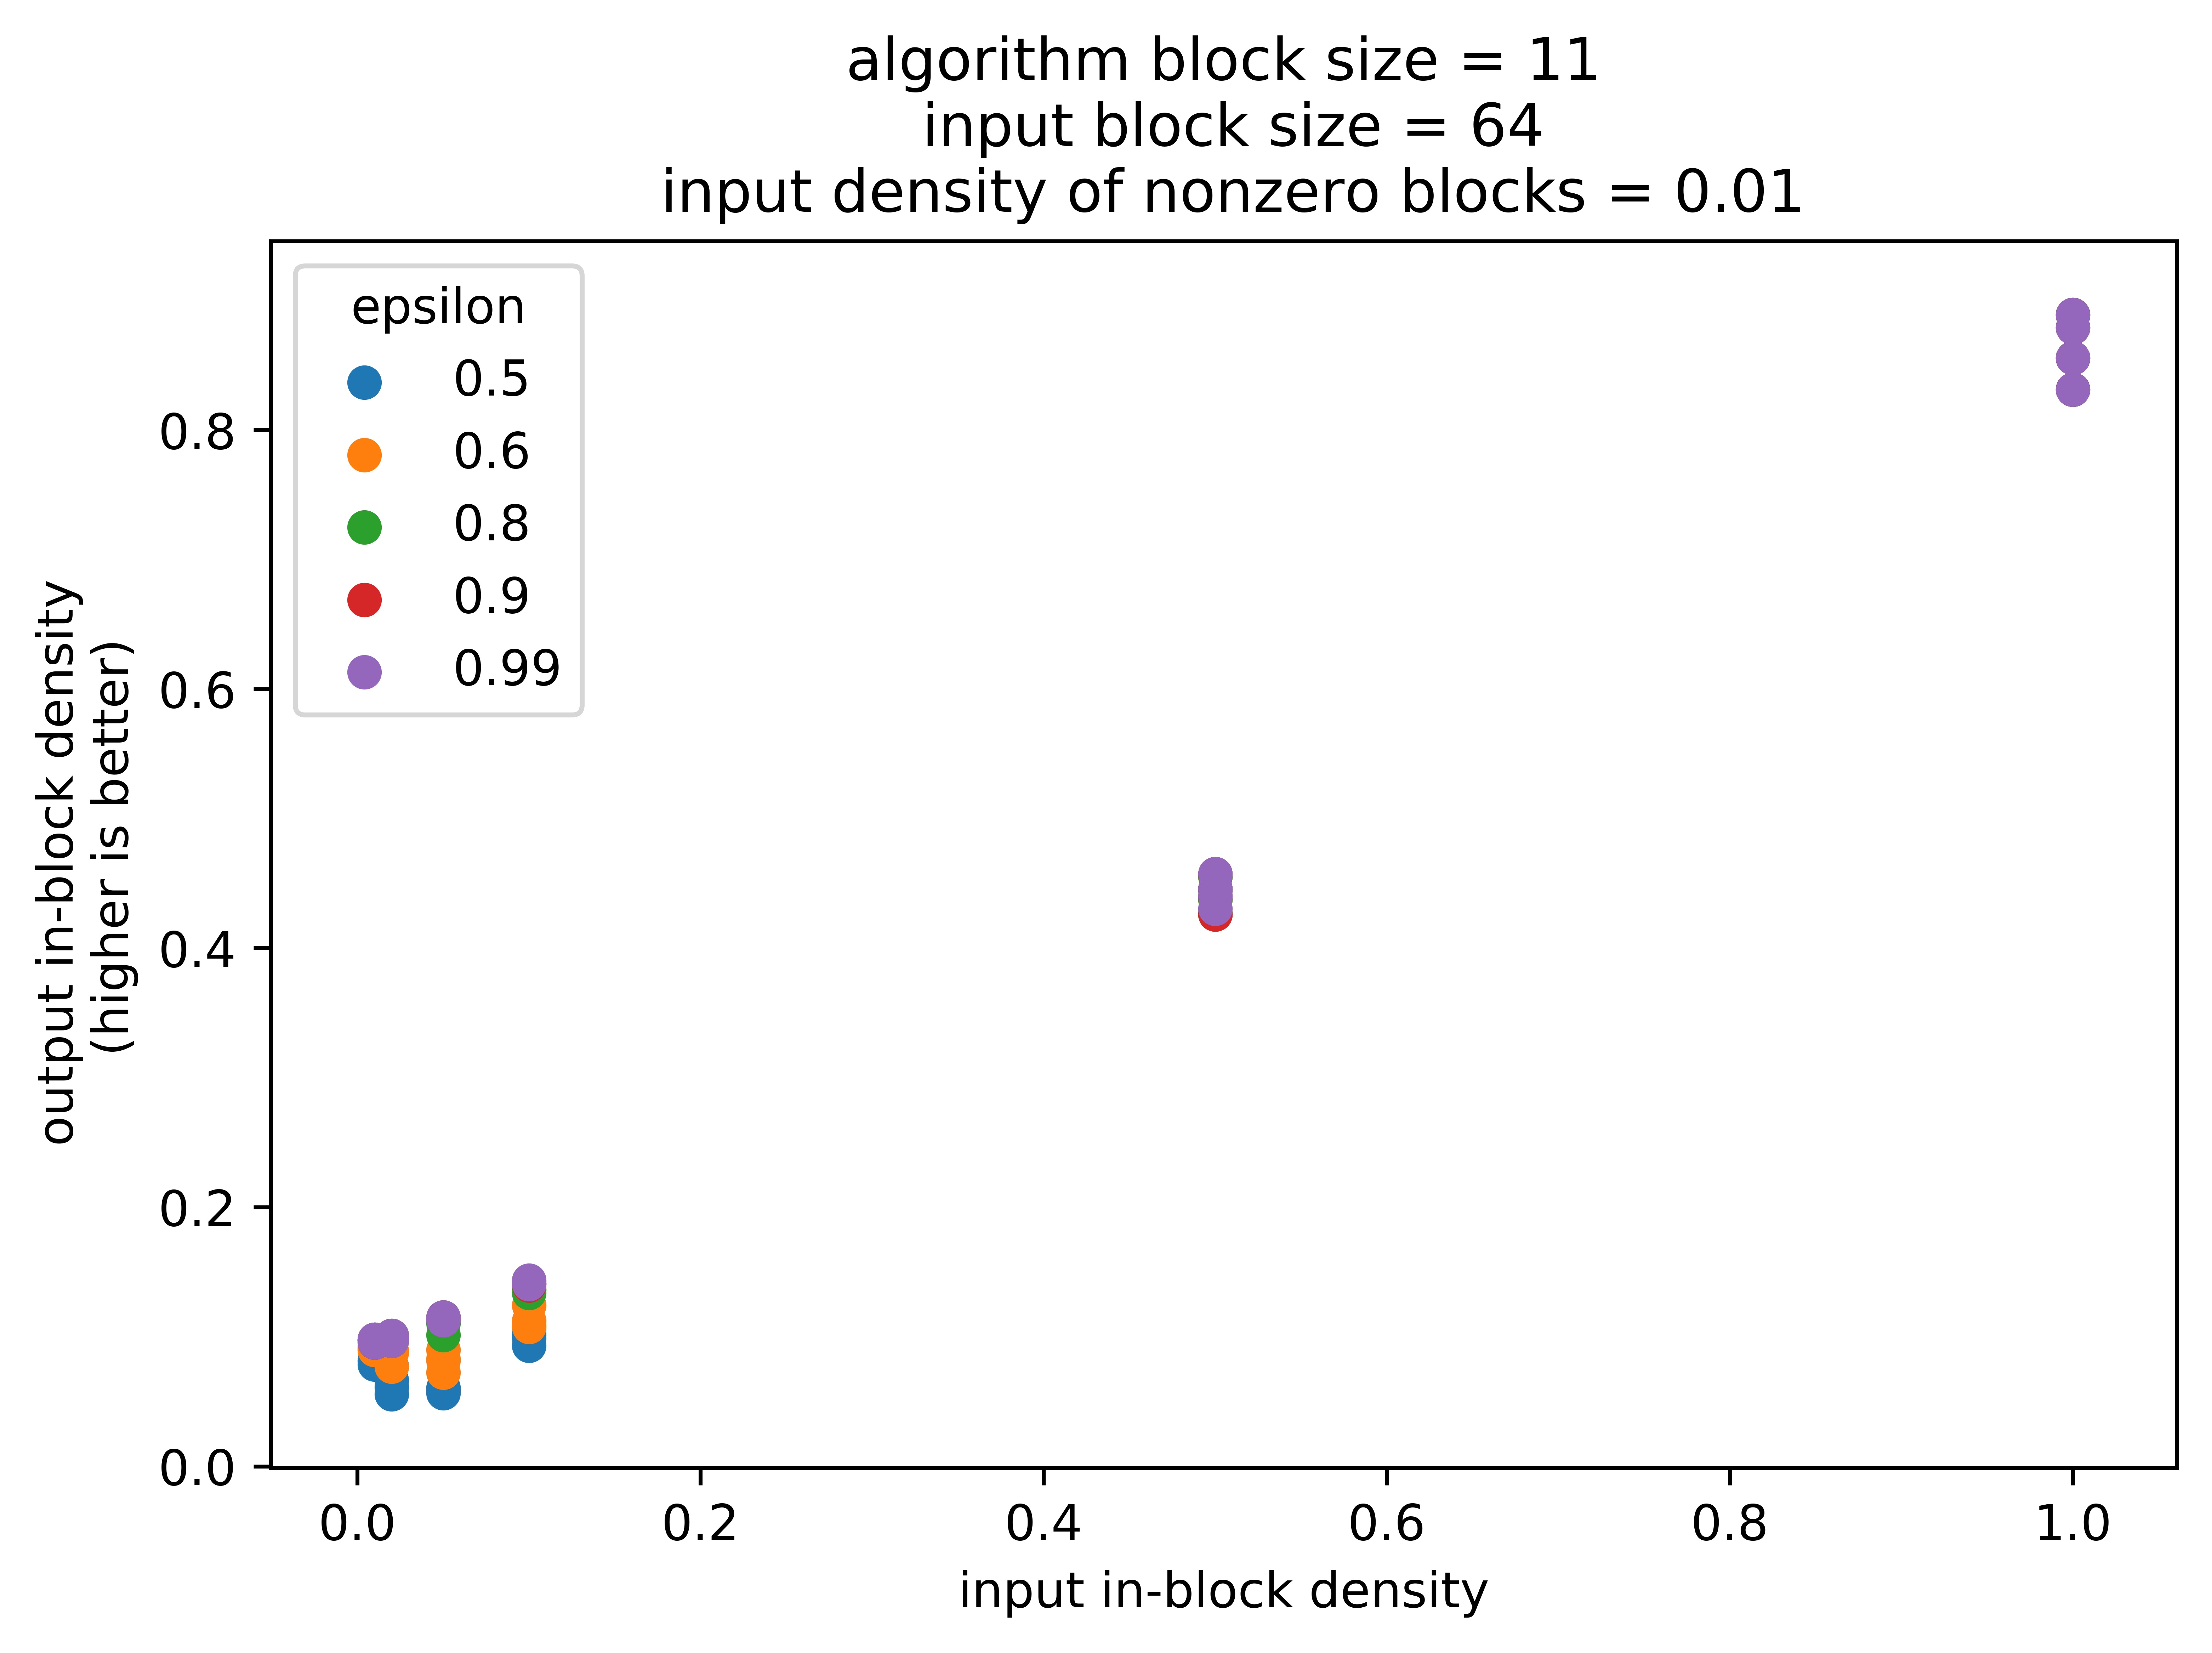 algorithm block size = 11
input block size = 64
input density of nonzero blocks = 0.01
epsilon
0.5
0.6
0.8
0.9
0.99
output in-block density
(higher is better)
0.8
0.6
0.4
0.2
0.0
0.0 0.2 0.4 0.6 0.8 1.0
input in-block density